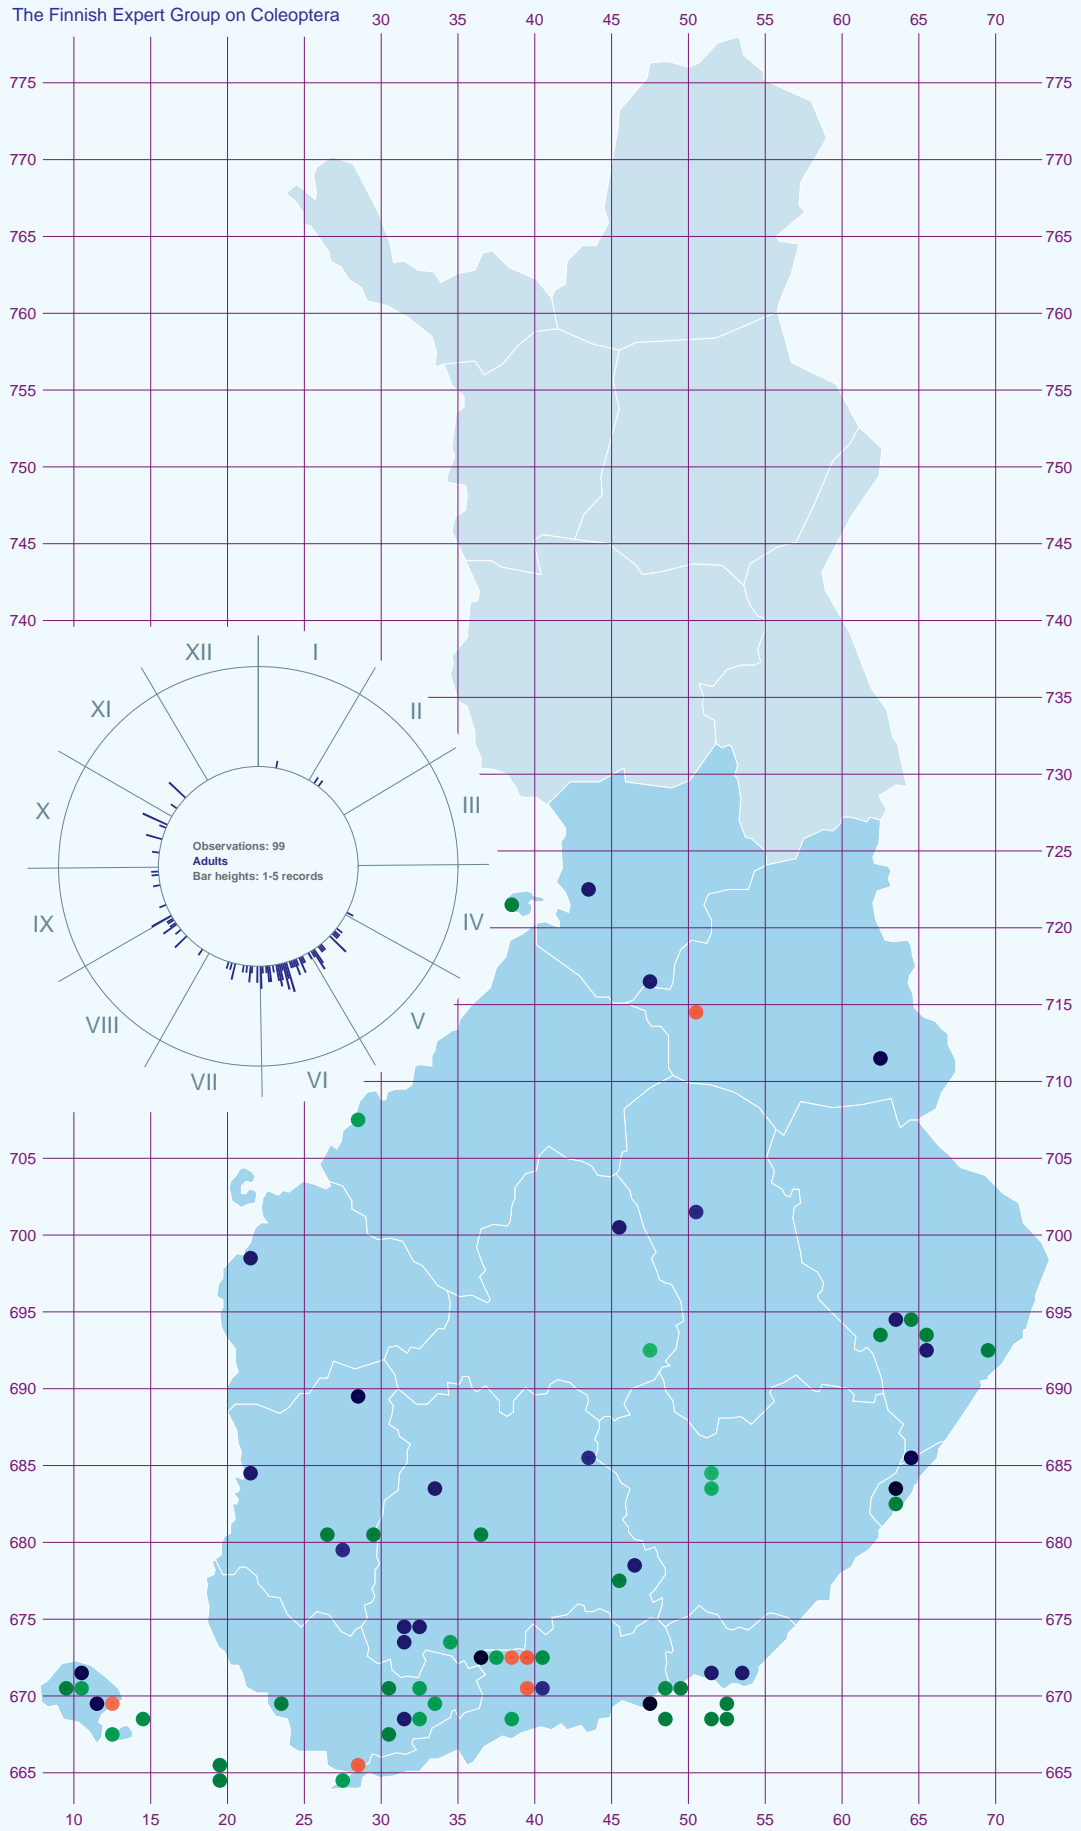 The Finnish Expert Group on Coleoptera
30 40 45 50 55 60 65 70
775 775
770 770
765 765
760 760
755 755
750 750
745 745
740 740
XII I
XI II
735
730
X III
Observations: 99
Adults
Bar heights: 1-5 records
725
IX IV
720
VIII V
715
VII VI
710
705 705
700 700
695 695
690 690
685 685
680 680
675 675
670 670
665 665
10 15 20 25 30 35 40 45 50 55 60 65 70